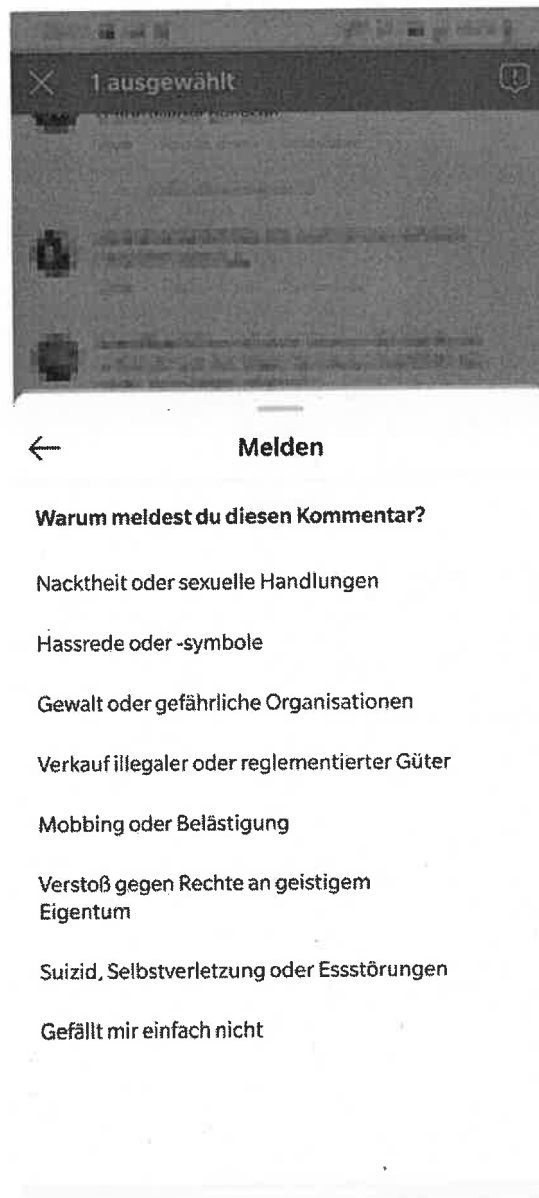 1 ausgewählt
Melden
Warum meldest du diesen Kommentar?
Nacktheit oder sexuelle Handlungen
Hassrede oder -symbole
Gewalt oder gefährliche Organisationen
Verkauf illegaler oder reglementierter Güter
Mobbing oder Belästigung
Verstoß gegen Rechte an geistigem
Eigentum
Suizid, Selbstverletzung oder Essstörungen
Gefällt mir einfach nicht